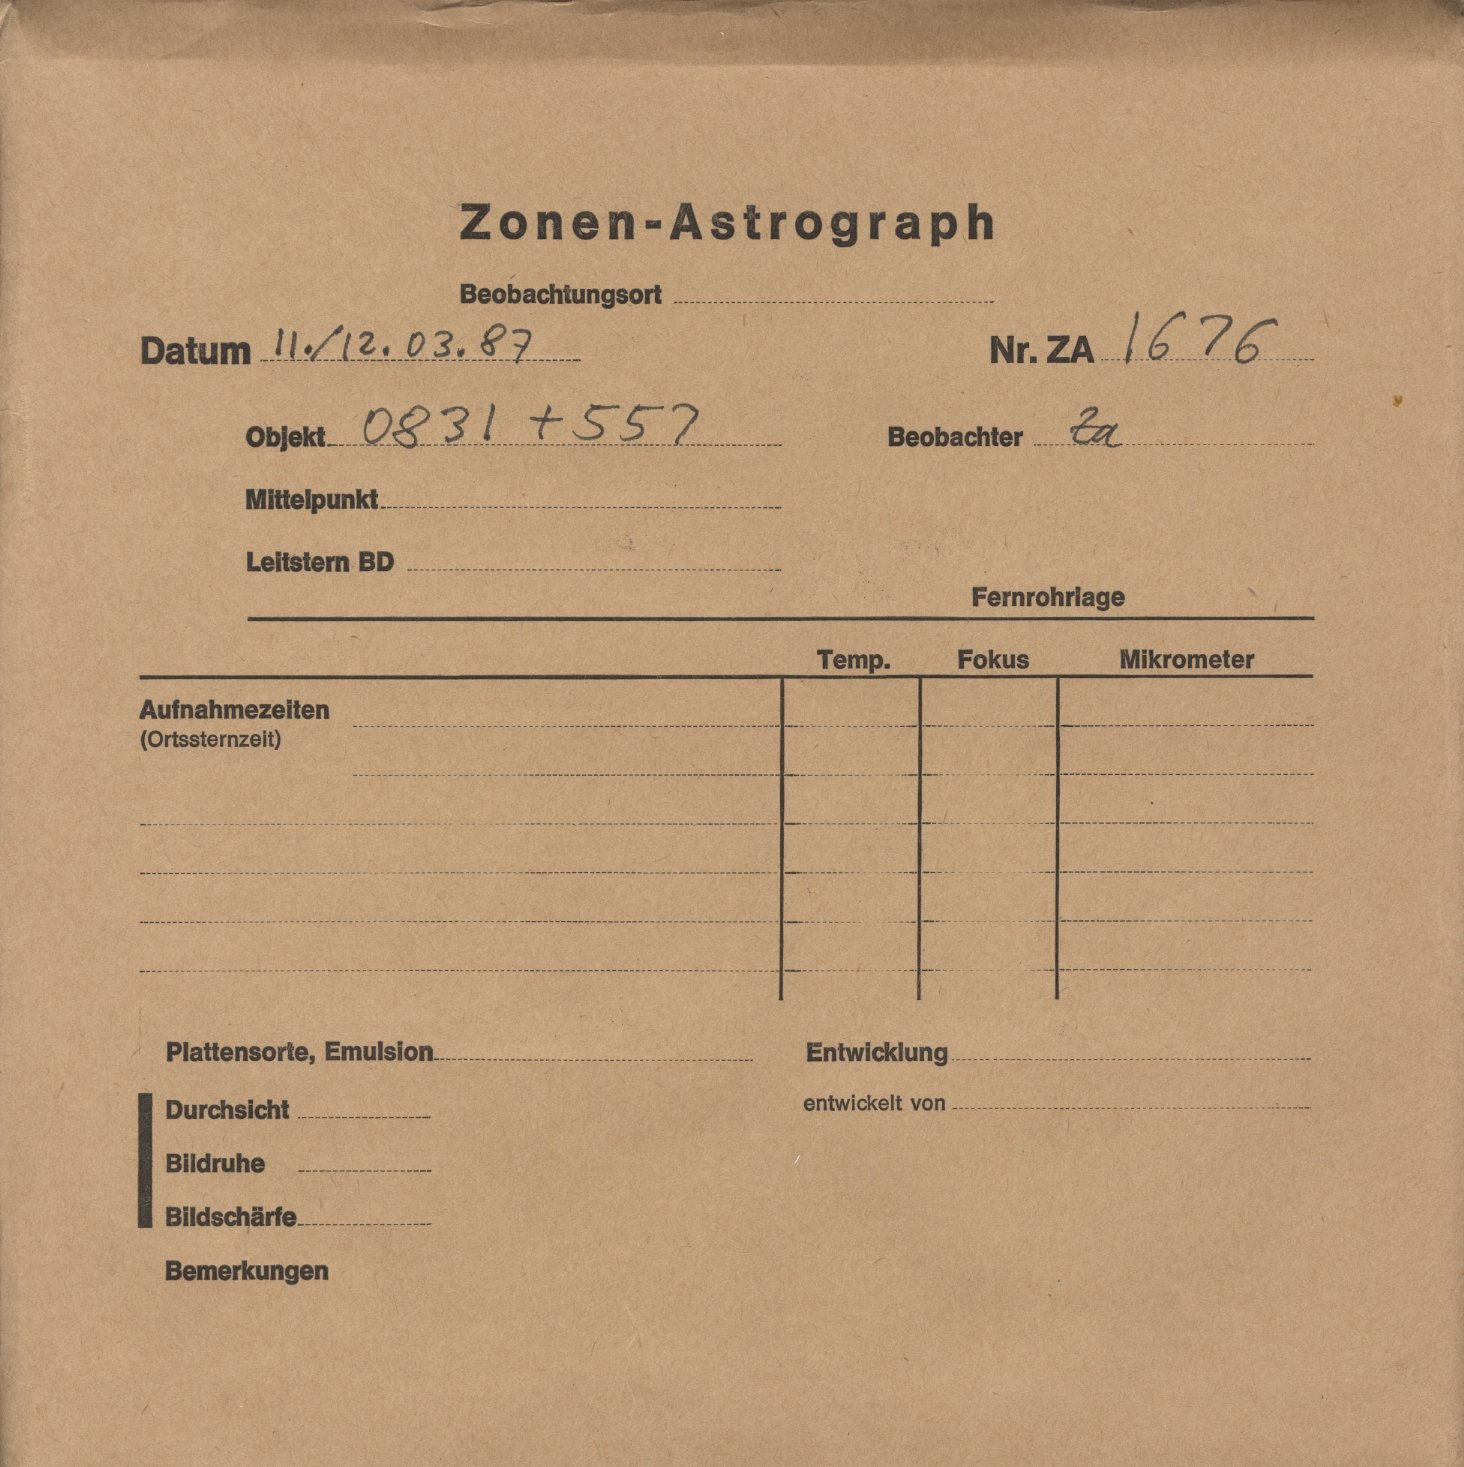 Zonen-Astrograph
Beobachtungsort
Datum 11./12.03.87 Nr. ZA 1676
Objekt 0831 +557 Beobachter Za
Mittelpunkt
Leitstern BD
Fernrohrlage
Temp. Fokus Mikrometer
Aufnahmezeiten
(Ortssternzeit)
Plattensorte, Emulsion Entwicklung
Durchsicht entwickelt von
Bildruhe
Bildschärfe
Bemerkungen